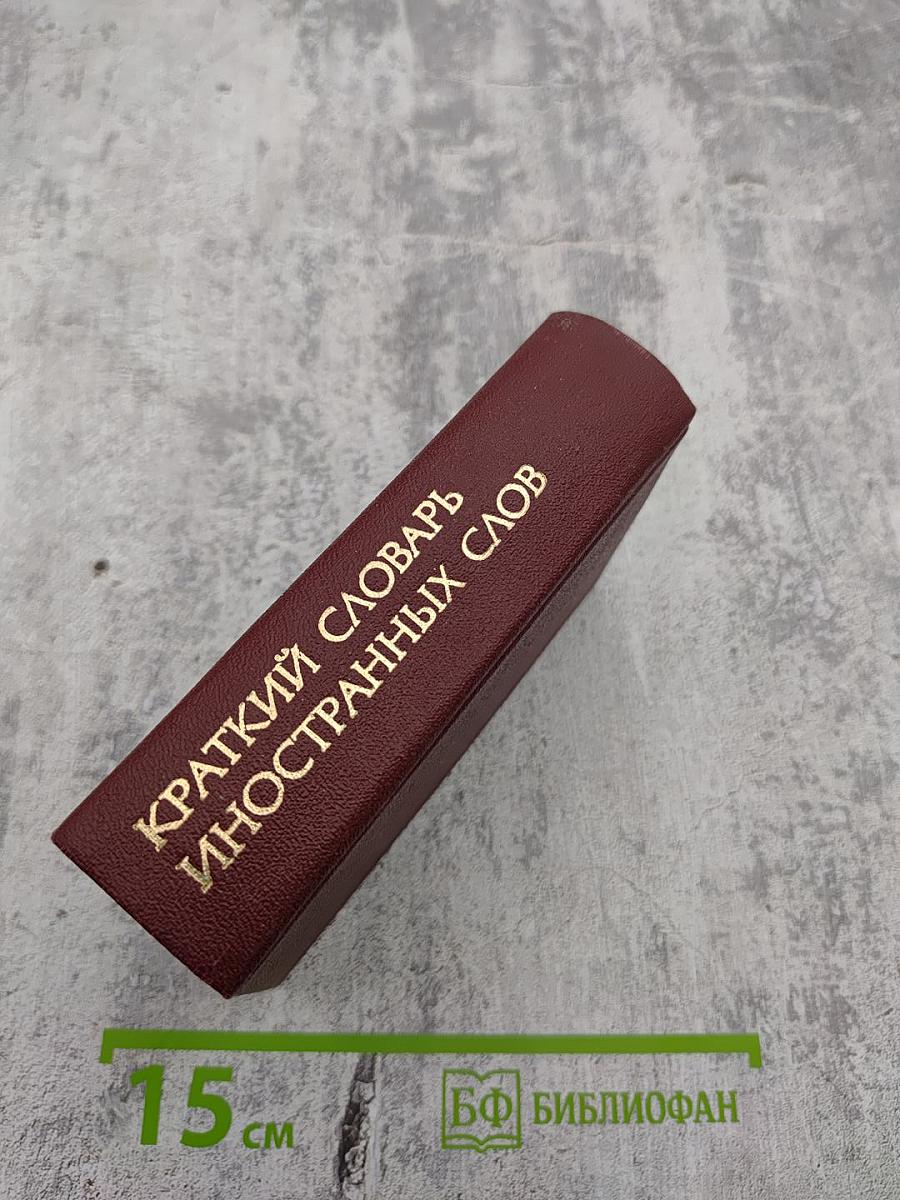 КРАТКИЙ СЛОВАРЬ
ИНОСТРАННЫХ СЛОВ
15 см
БФ БИБЛИОФАН